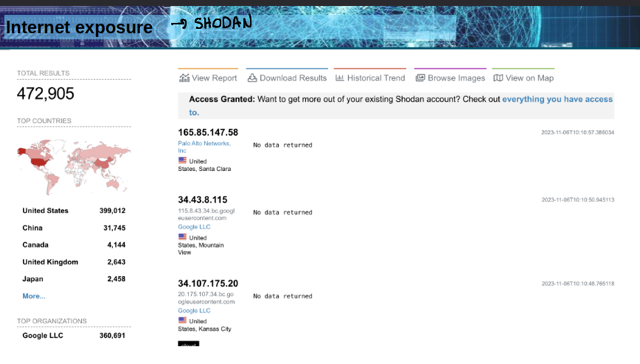 Internet exposure → SHODAN
TOTAL RESULTS
472,905
TOP COUNTRIES
United States 399,012
China 31,745
Canada 4,144
United Kingdom 2,643
Japan 2,458
More...
TOP ORGANIZATIONS
Google LLC 360,691
View Report Download Results Historical Trend Browse Images View on Map
Access Granted: Want to get more out of your existing Shodan account? Check out everything you have access
to.
165.85.147.58
2023-11-06T10:16:57.389034
Palo Alto Networks,
Inc
United
States, Santa Clara
No data returned
34.43.8.115
2023-11-06T10:10:50.945113
115.8.43.34.bc.googl
eusercontent.com
Google LLC
United
States, Mountain
View
No data returned
34.107.175.20
2023-11-06T10:10:48.760118
20.175.107.34.bc.go
ogleusercontent.com
Google LLC
United
States, Kansas City
No data returned